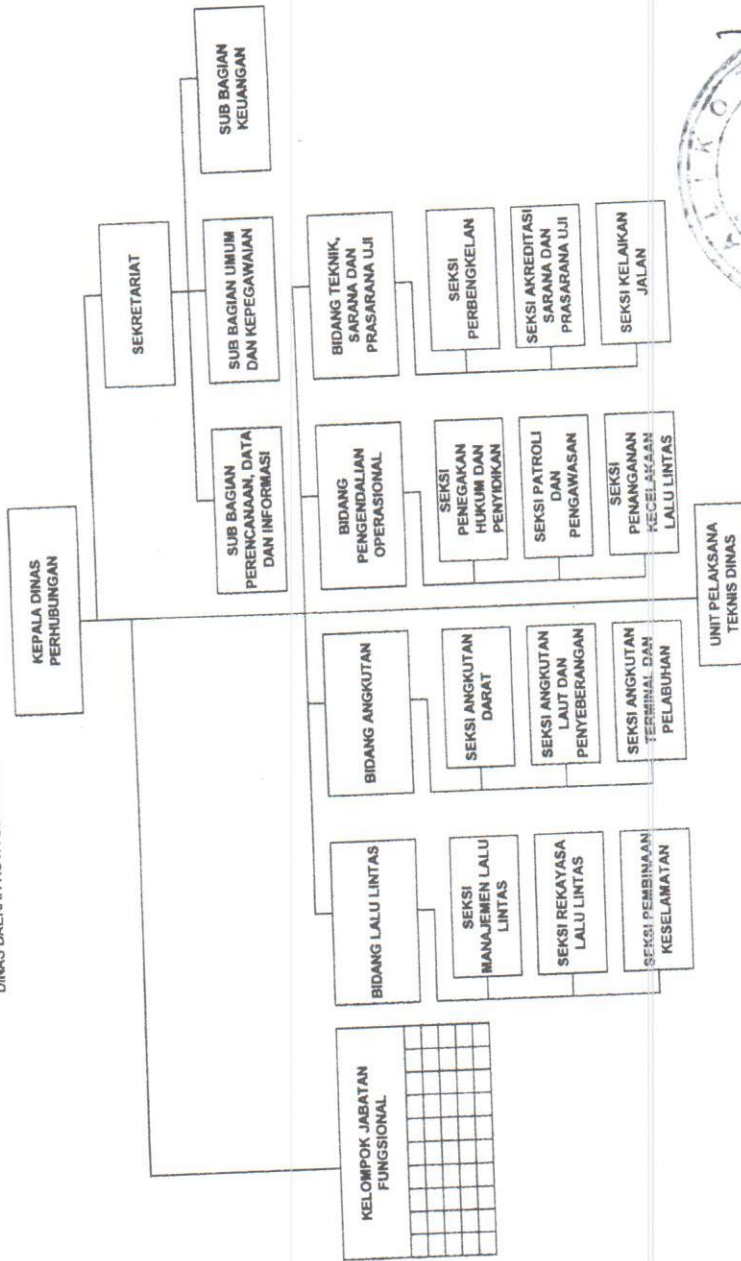 DINAS DAERAH KOTA
KEPALA DINAS
PERHUBUNGAN
SEKRETARIAT
SUB BAGIAN
PERENCANAAN, DATA
DAN INFORMASI
SUB BAGIAN UMUM
DAN KEPEGAWAIAN
SUB BAGIAN
KEUANGAN
KELOMPOK JABATAN
FUNGSIONAL
BIDANG LALU LINTAS
SEKSI
MANAJEMEN LALU
LINTAS
SEKSI REKAYASA
LALU LINTAS
SEKSI PEMBINAAN
KESELAMATAN
BIDANG ANGKUTAN
SEKSI ANGKUTAN
DARAT
SEKSI ANGKUTAN
LAUT DAN
PENYEBERANGAN
SEKSI ANGKUTAN
TERMINAL DAN
PELABUHAN
BIDANG
PENGENDALIAN
OPERASIONAL
SEKSI
PENEGAKAN
HUKUM DAN
PENYIDIKAN
SEKSI PATROLI
DAN
PENGAWASAN
SEKSI
PENANGANAN
KECELAKAAN
LALU LINTAS
BIDANG TEKNIK,
SARANA DAN
PRASARANA UJI
SEKSI
PERBENGKELAN
SEKSI AKREDITASI
SARANA DAN
PRASARANA UJI
SEKSI KELAIKAN
JALAN
UNIT PELAKSANA
TEKNIS DINAS